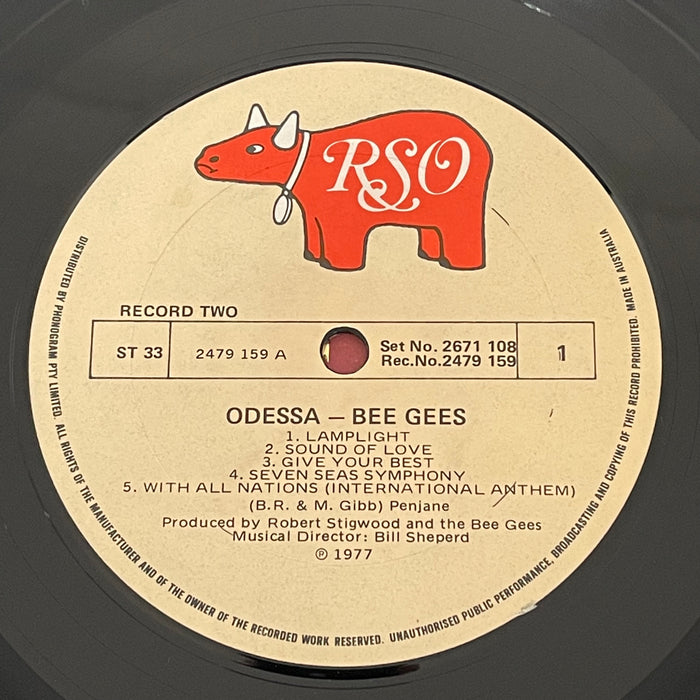 RSO
RECORD TWO
ST 33
2479 159 A
Set No. 2671 108
Rec.No.2479 159
1
ODESSA — BEE GEES
1. LAMPLIGHT
2. SOUND OF LOVE
3. GIVE YOUR BEST
4. SEVEN SEAS SYMPHONY
5. WITH ALL NATIONS (INTERNATIONAL ANTHEM)
(B.R. & M. Gibb) Penjane
Produced by Robert Stigwood and the Bee Gees
Musical Director: Bill Sheperd
℗ 1977
DISTRIBUTED BY PHONOGRAM PTY LIMITED. ALL RIGHTS OF THE MANUFACTURER AND OF THE OWNER OF THE RECORDED WORK RESERVED. UNAUTHORISED PUBLIC PERFORMANCE, BROADCASTING AND COPYING OF THIS RECORD PROHIBITED. MADE IN AUSTRALIA